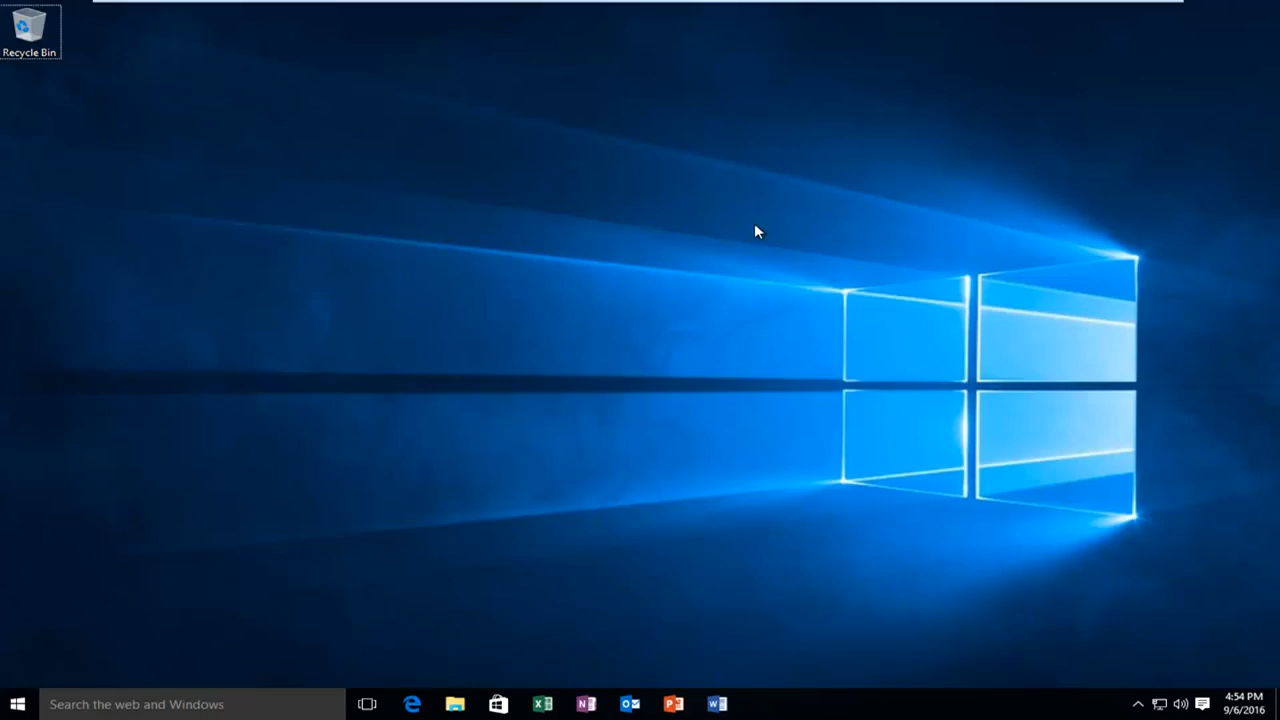 Recycle Bin
Search the web and Windows
X
N
O
P
W
4:54 PM
9/6/2016